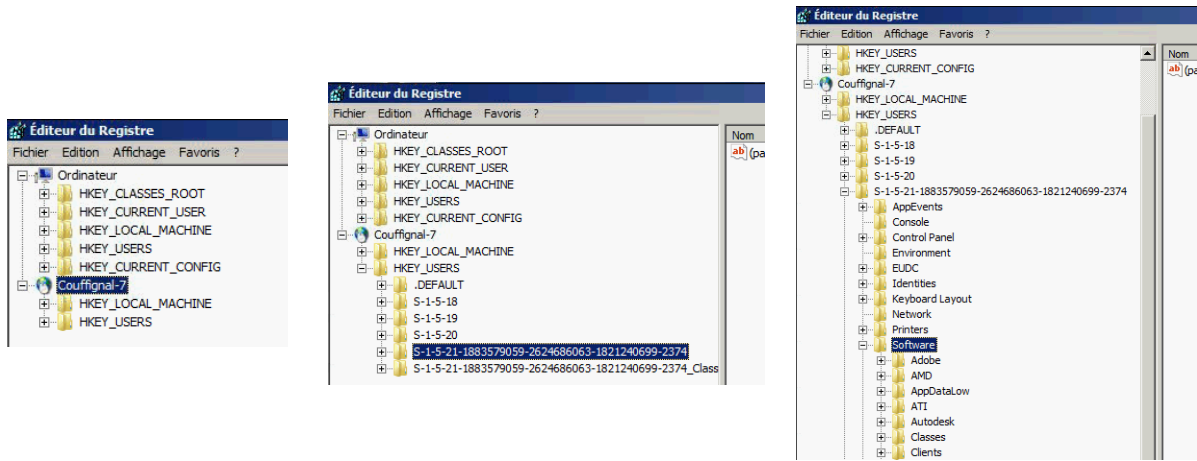 Éditeur du Registre
Fichier Edition Affichage Favoris ?
Ordinateur
HKEY_CLASSES_ROOT
HKEY_CURRENT_USER
HKEY_LOCAL_MACHINE
HKEY_USERS
HKEY_CURRENT_CONFIG
Couffignal-7
HKEY_LOCAL_MACHINE
HKEY_USERS
Éditeur du Registre
Fichier Edition Affichage Favoris ?
Ordinateur
HKEY_CLASSES_ROOT
HKEY_CURRENT_USER
HKEY_LOCAL_MACHINE
HKEY_USERS
HKEY_CURRENT_CONFIG
Couffignal-7
HKEY_LOCAL_MACHINE
HKEY_USERS
.DEFAULT
S-1-5-18
S-1-5-19
S-1-5-20
S-1-5-21-1883579059-2624686063-1821240699-2374
S-1-5-21-1883579059-2624686063-1821240699-2374_Class
Nom
ab (pa
Éditeur du Registre
Fichier Edition Affichage Favoris ?
HKEY_USERS
HKEY_CURRENT_CONFIG
Couffignal-7
HKEY_LOCAL_MACHINE
HKEY_USERS
.DEFAULT
S-1-5-18
S-1-5-19
S-1-5-20
S-1-5-21-1883579059-2624686063-1821240699-2374
AppEvents
Console
Control Panel
Environment
EUDC
Identities
Keyboard Layout
Network
Printers
Software
Adobe
AMD
AppDataLow
ATI
Autodesk
Classes
Clients
Nom
ab (pa